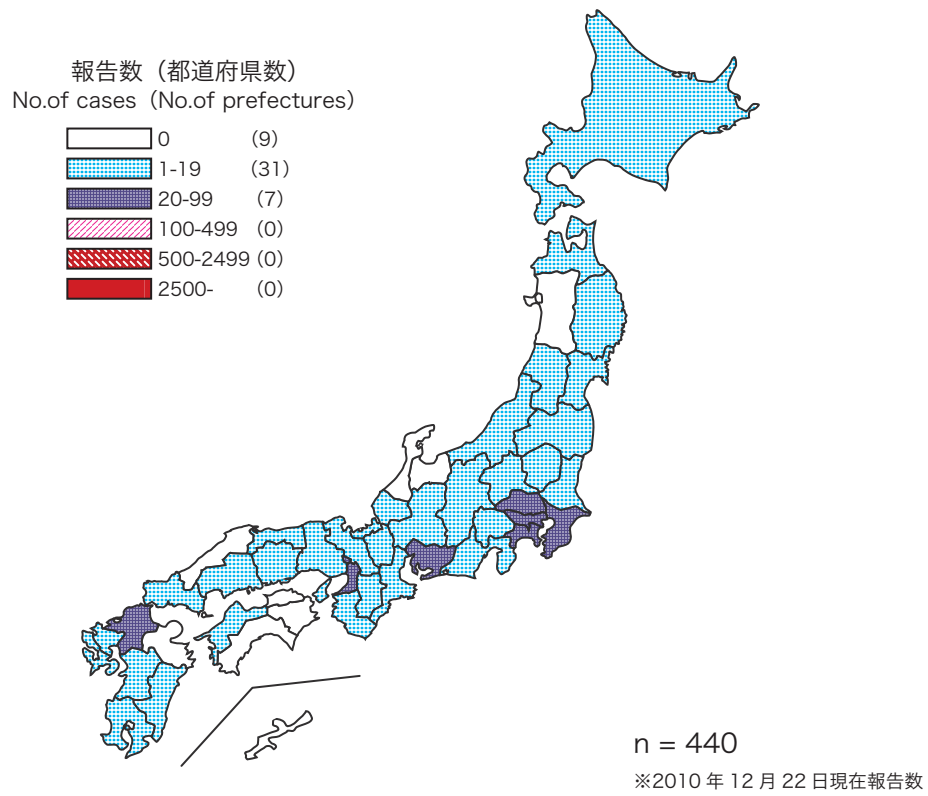 報告数（都道府県数）
No.of cases（No.of prefectures）
0 （9）
1-19 （31）
20-99 （7）
100-499 （0）
500-2499（0）
2500- （0）
n = 440
※2010 年 12 月 22 日現在報告数